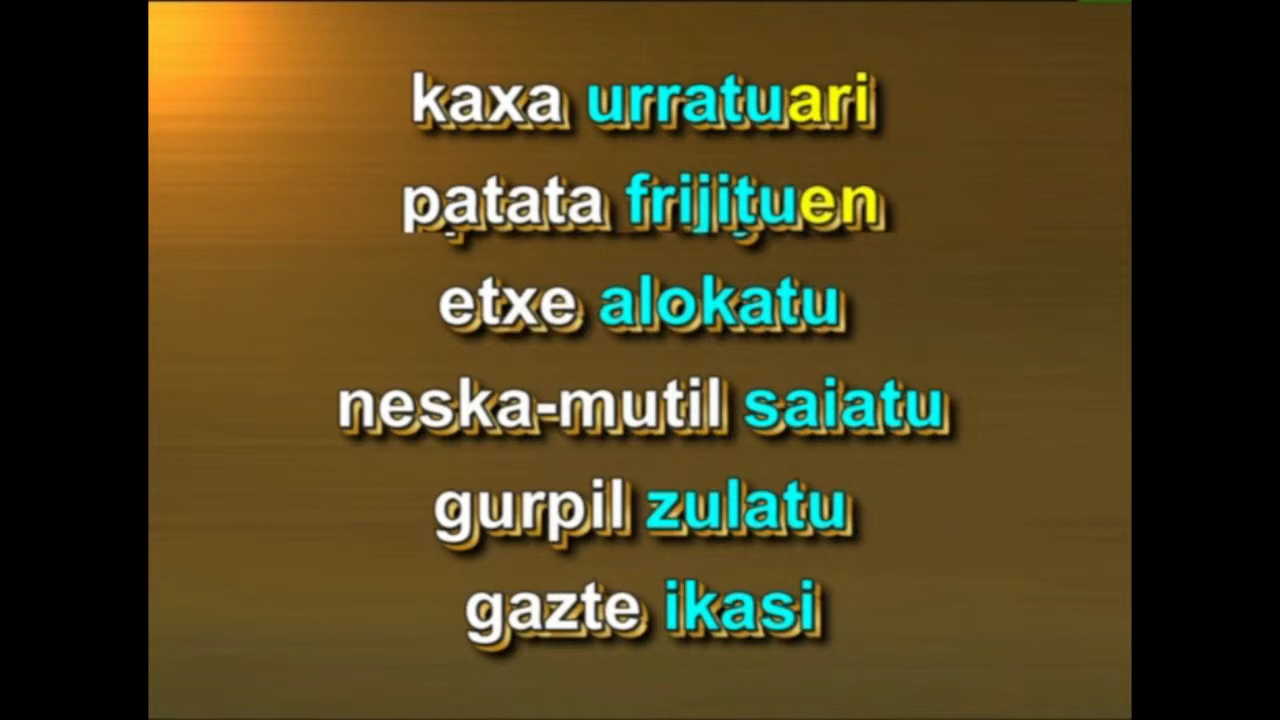 kaxa urratuari
patata frijituen
etxe alokatu
neska-mutil saiatu
gurpil zulatu
gazte ikasi